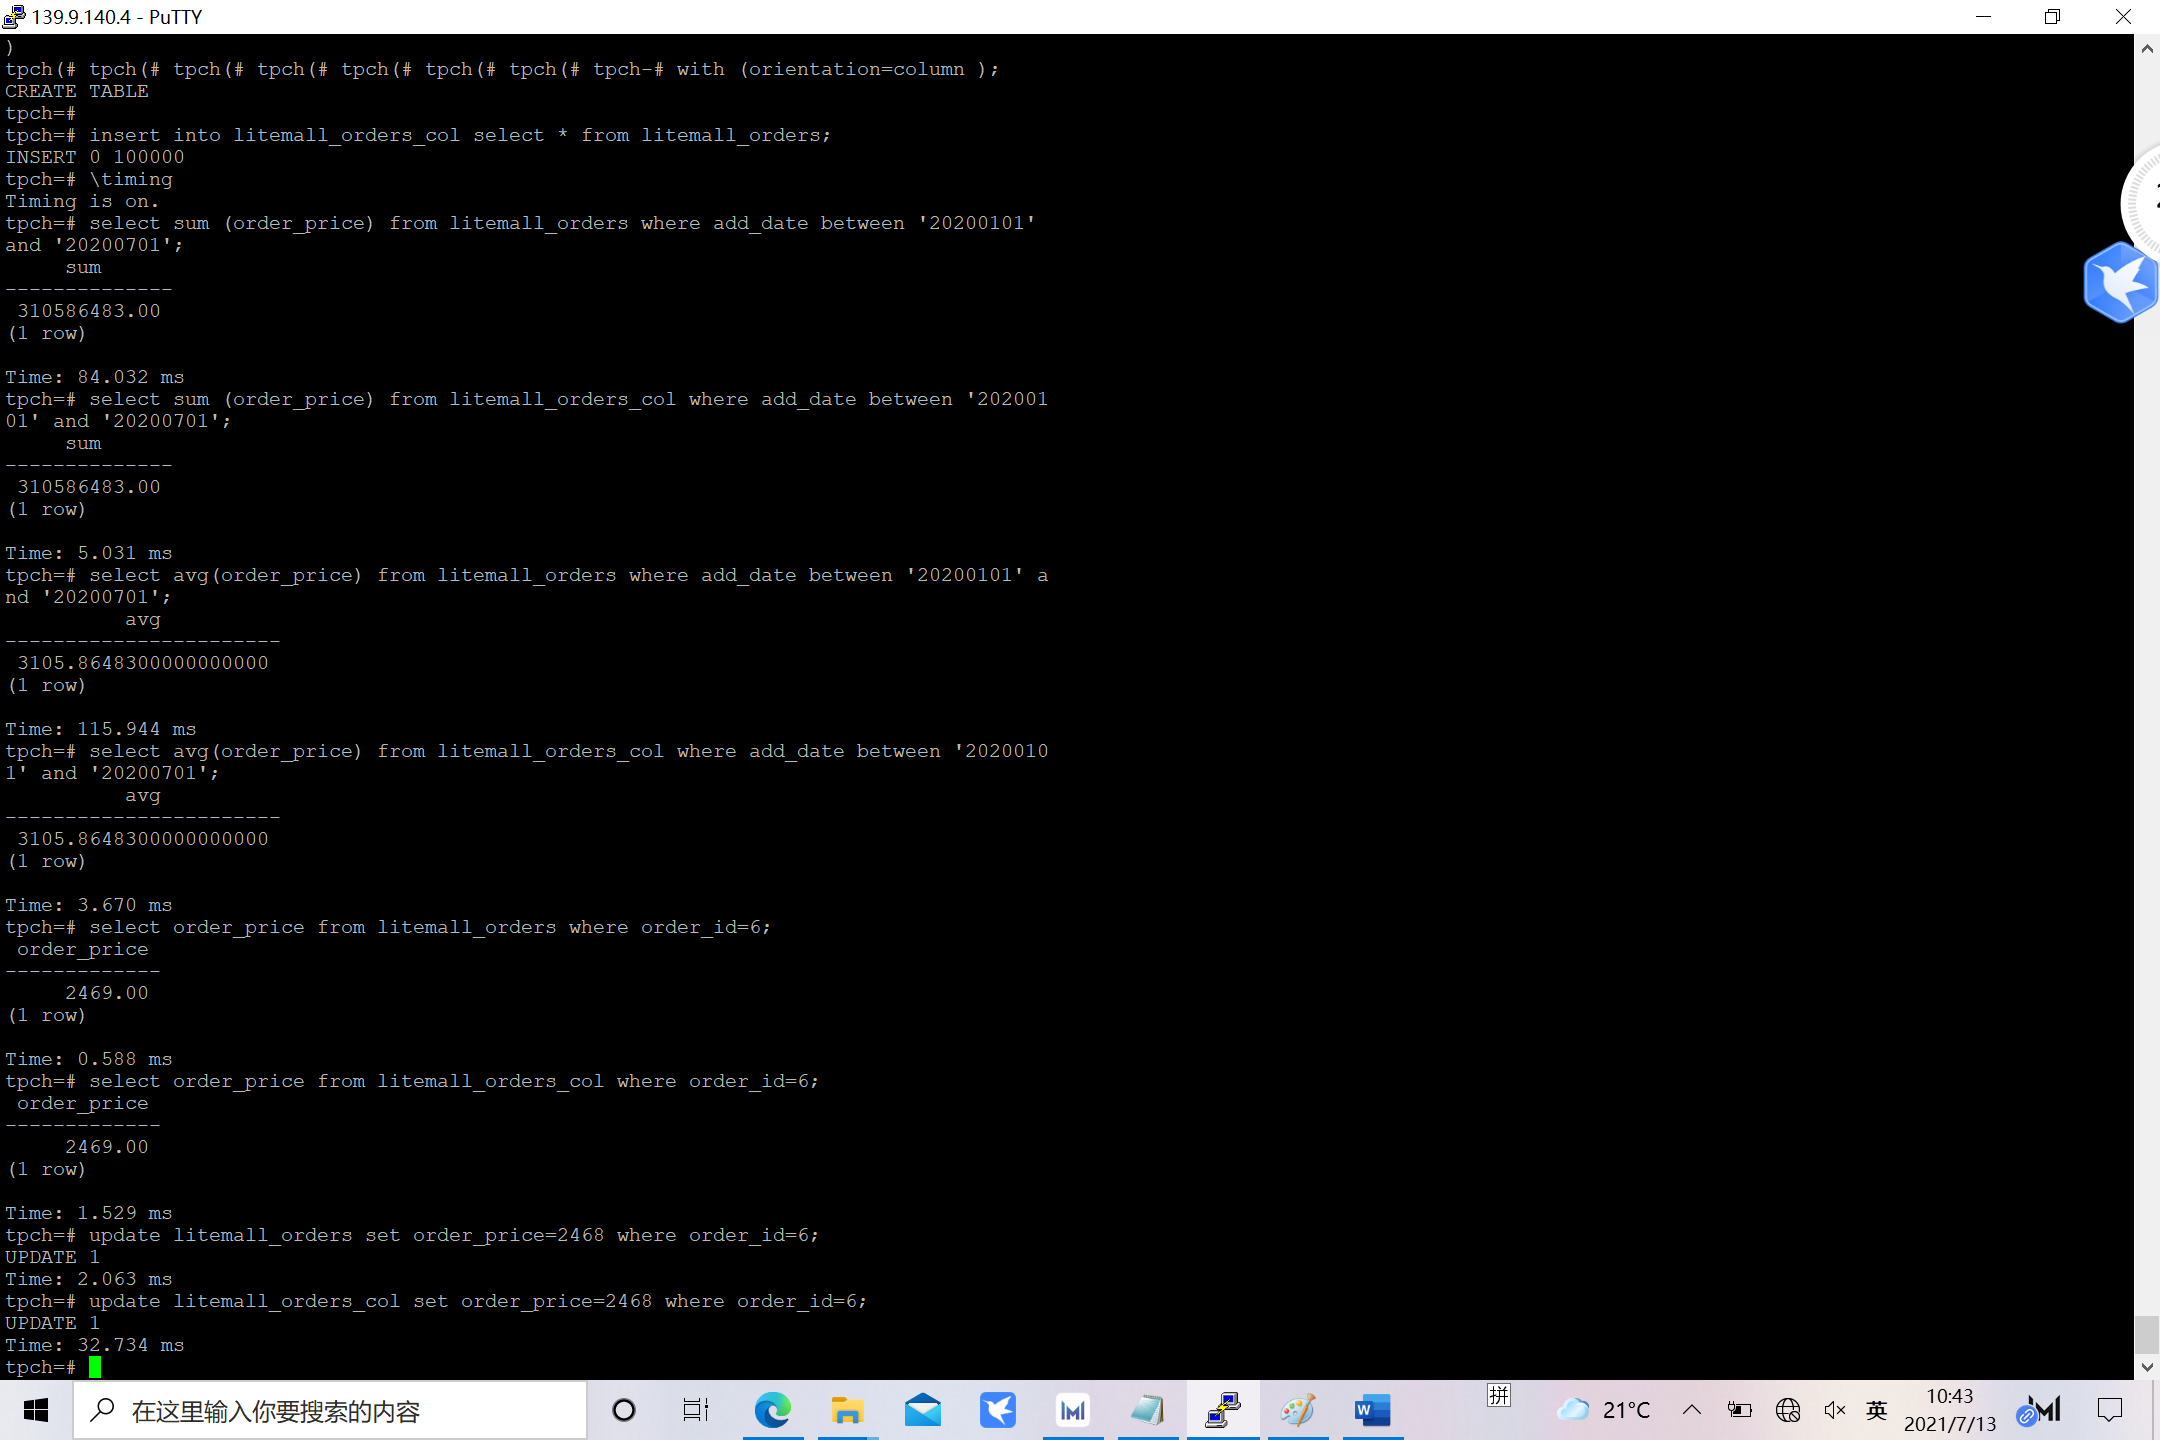 139.9.140.4 - PuTTY
)
tpch(# tpch(# tpch(# tpch(# tpch(# tpch(# tpch(# tpch-# with (orientation=column );
CREATE TABLE
tpch=#
tpch=# insert into litemall_orders_col select * from litemall_orders;
INSERT 0 100000
tpch=# \timing
Timing is on.
tpch=# select sum (order_price) from litemall_orders where add_date between '20200101'
and '20200701';
sum
--------------
310586483.00
(1 row)
Time: 84.032 ms
tpch=# select sum (order_price) from litemall_orders_col where add_date between '202001
01' and '20200701';
sum
--------------
310586483.00
(1 row)
Time: 5.031 ms
tpch=# select avg(order_price) from litemall_orders where add_date between '20200101' a
nd '20200701';
avg
-----------------------
3105.8648300000000000
(1 row)
Time: 115.944 ms
tpch=# select avg(order_price) from litemall_orders_col where add_date between '2020010
1' and '20200701';
avg
-----------------------
3105.8648300000000000
(1 row)
Time: 3.670 ms
tpch=# select order_price from litemall_orders where order_id=6;
order_price
-------------
2469.00
(1 row)
Time: 0.588 ms
tpch=# select order_price from litemall_orders_col where order_id=6;
order_price
-------------
2469.00
(1 row)
Time: 1.529 ms
tpch=# update litemall_orders set order_price=2468 where order_id=6;
UPDATE 1
Time: 2.063 ms
tpch=# update litemall_orders_col set order_price=2468 where order_id=6;
UPDATE 1
Time: 32.734 ms
tpch=#
在这里输入你要搜索的内容
拼
21°C
英
10:43
2021/7/13